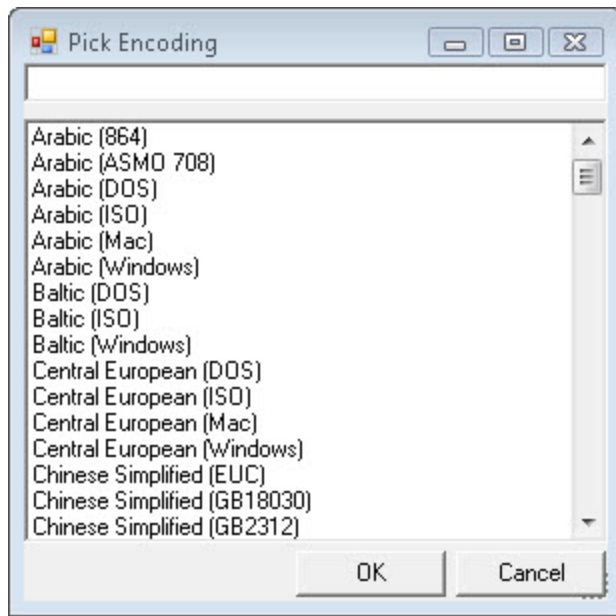 Pick Encoding
Arabic (864)
Arabic (ASMO 708)
Arabic (DOS)
Arabic (ISO)
Arabic (Mac)
Arabic (Windows)
Baltic (DOS)
Baltic (ISO)
Baltic (Windows)
Central European (DOS)
Central European (ISO)
Central European (Mac)
Central European (Windows)
Chinese Simplified (EUC)
Chinese Simplified (GB18030)
Chinese Simplified (GB2312)
OK Cancel